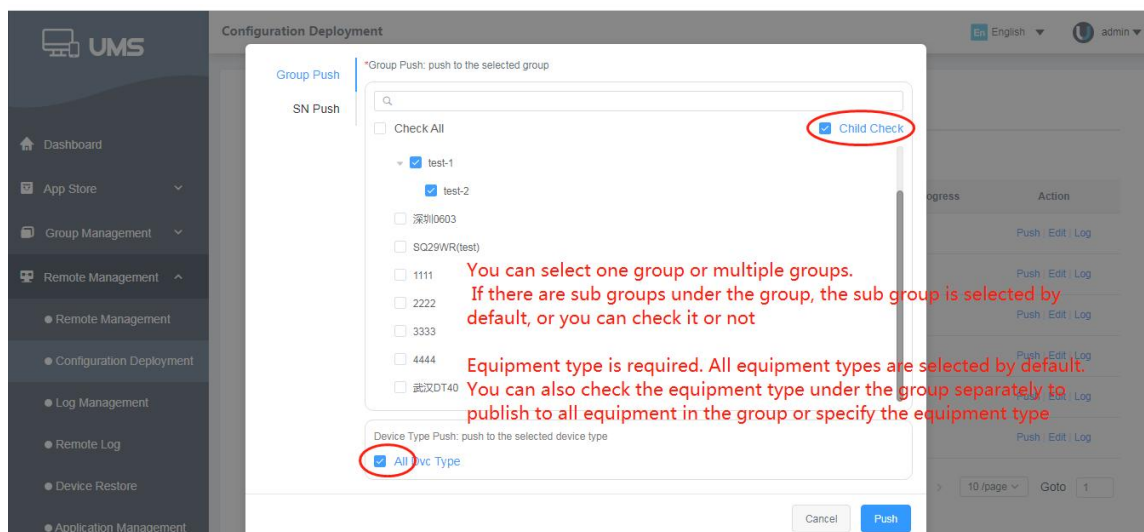 UMS
Configuration Deployment
En English
admin
Dashboard
App Store
Group Management
Remote Management
Remote Management
Configuration Deployment
Log Management
Remote Log
Device Restore
Application Management
Group Push
SN Push
*Group Push: push to the selected group
Check All
Child Check
test-1
test-2
深圳0603
SQ29WR(test)
1111
2222
3333
4444
武汉DT40
You can select one group or multiple groups.
If there are sub groups under the group, the sub group is selected by
default, or you can check it or not
Equipment type is required. All equipment types are selected by default.
You can also check the equipment type under the group separately to
publish to all equipment in the group or specify the equipment type
Device Type Push: push to the selected device type
All Dvc Type
Cancel
Push
ogress
Action
Push | Edit | Log
Push | Edit | Log
Push | Edit | Log
Push | Edit | Log
Push | Edit | Log
Push | Edit | Log
10 /page
Goto
1